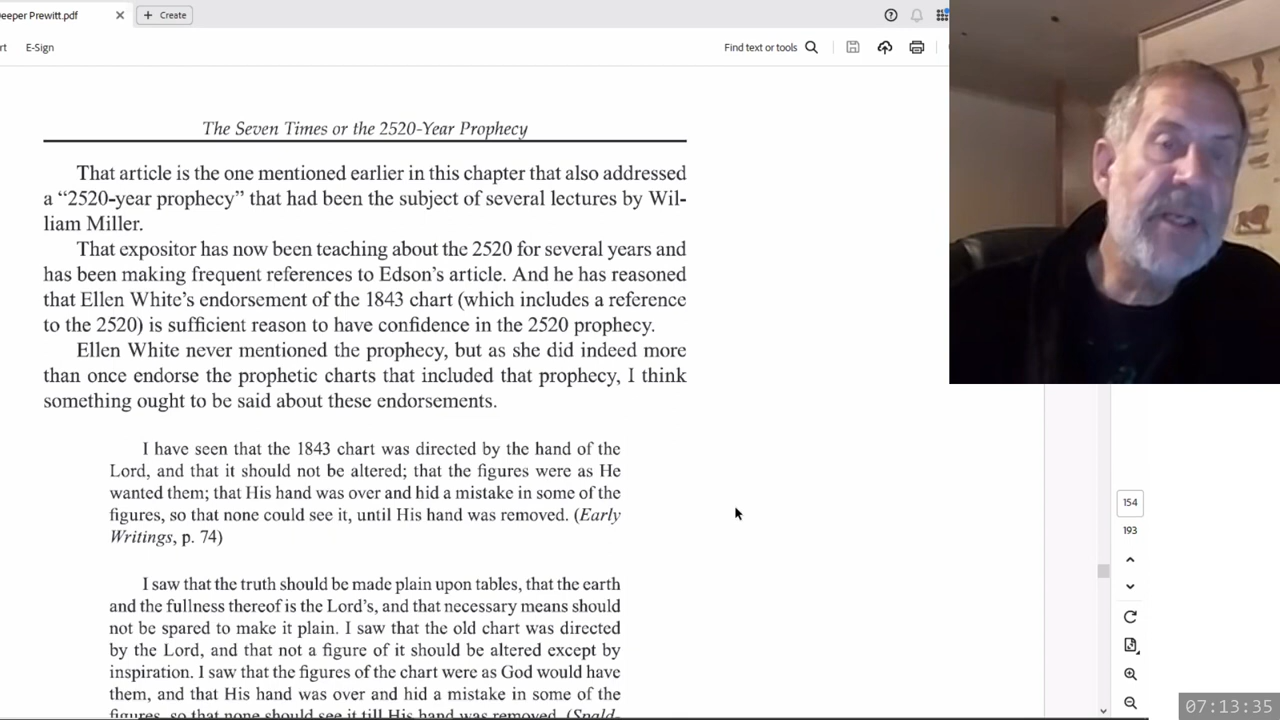 eeper Prewitt.pdf
Create
rt
E-Sign
Find text or tools
The Seven Times or the 2520-Year Prophecy
That article is the one mentioned earlier in this chapter that also addressed
a “2520-year prophecy” that had been the subject of several lectures by Wil-
liam Miller.
That expositor has now been teaching about the 2520 for several years and
has been making frequent references to Edson’s article. And he has reasoned
that Ellen White’s endorsement of the 1843 chart (which includes a reference
to the 2520) is sufficient reason to have confidence in the 2520 prophecy.
Ellen White never mentioned the prophecy, but as she did indeed more
than once endorse the prophetic charts that included that prophecy, I think
something ought to be said about these endorsements.
I have seen that the 1843 chart was directed by the hand of the
Lord, and that it should not be altered; that the figures were as He
wanted them; that His hand was over and hid a mistake in some of the
figures, so that none could see it, until His hand was removed. (Early
Writings, p. 74)
I saw that the truth should be made plain upon tables, that the earth
and the fullness thereof is the Lord’s, and that necessary means should
not be spared to make it plain. I saw that the old chart was directed
by the Lord, and that not a figure of it should be altered except by
inspiration. I saw that the figures of the chart were as God would have
them, and that His hand was over and hid a mistake in some of the
figures, so that none should see it till His hand was removed. (Spald-
154
193
07:13:35